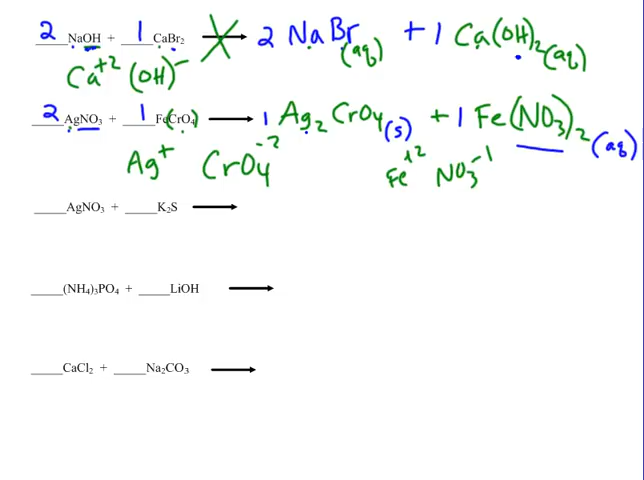 2 NaOH + 1 CaBr₂ → 2 NaBr (aq) + 1 Ca(OH)₂ (aq)
Ca⁺² (OH)⁻
2 AgNO₃ + 1 Fe(CrO₄) → 1 Ag₂CrO₄ (s) + 1 Fe(NO₃)₂ (aq)
Ag⁺ CrO₄⁻² Fe⁺² NO₃⁻¹
_____AgNO₃ + _____K₂S →
_____(NH₄)₃PO₄ + _____LiOH →
_____CaCl₂ + _____Na₂CO₃ →